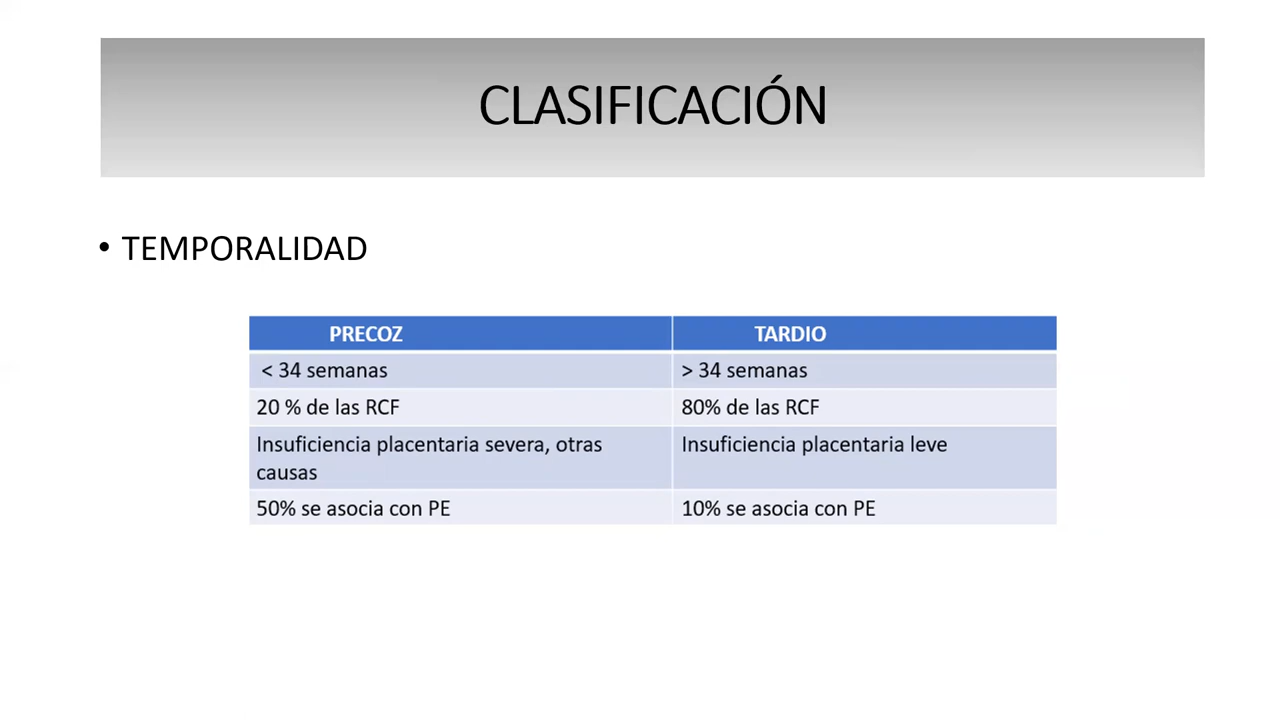 CLASIFICACIÓN
• TEMPORALIDAD
PRECOZ TARDIO
< 34 semanas > 34 semanas
20 % de las RCF 80% de las RCF
Insuficiencia placentaria severa, otras causas Insuficiencia placentaria leve
50% se asocia con PE 10% se asocia con PE